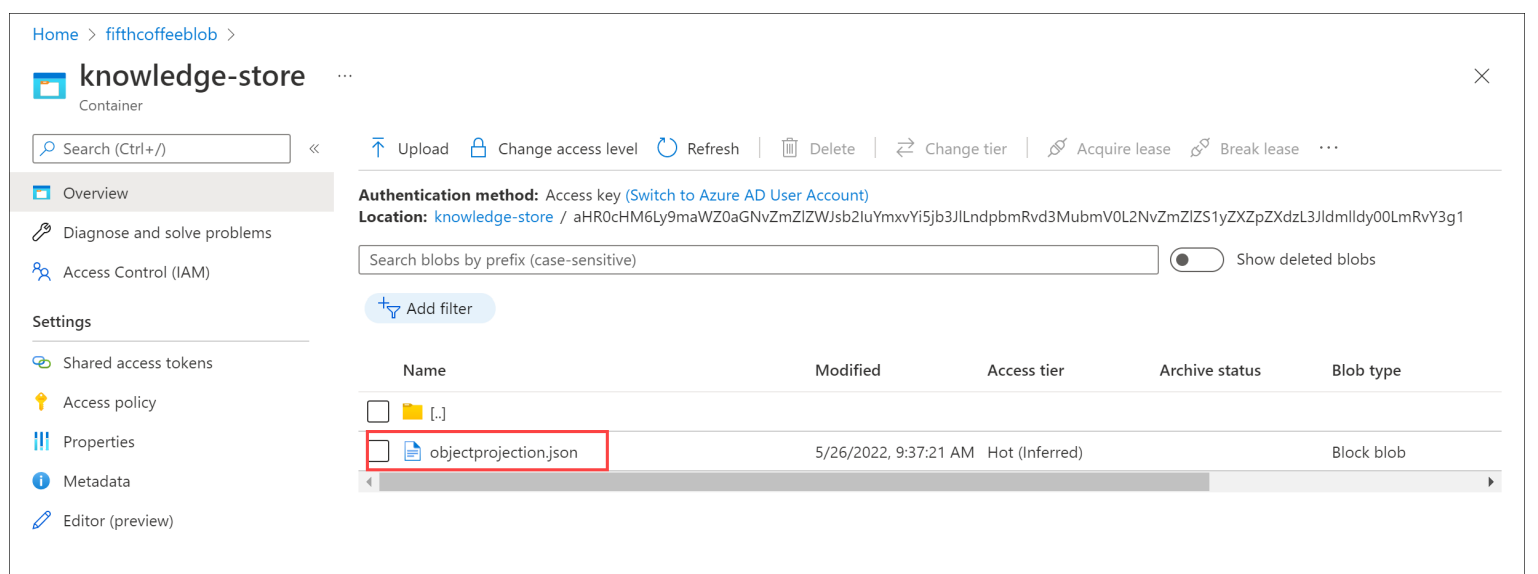 Home > fifthcoffeeblob >
knowledge-store ...
Container
Search (Ctrl+/) «
Overview
Diagnose and solve problems
Access Control (IAM)
Settings
Shared access tokens
Access policy
Properties
Metadata
Editor (preview)
Upload Change access level Refresh Delete Change tier Acquire lease Break lease ...
Authentication method: Access key (Switch to Azure AD User Account)
Location: knowledge-store / aHR0cHM6Ly9maWZ0aGNvZmZlZWJsb2IuYmxvYi5jb3JlLndpbmRvd3MubmV0L2NvZmZlZS1yZXZpZXdzL3Jldmlldy00LmRvY3g1
Search blobs by prefix (case-sensitive) Show deleted blobs
Add filter
Name Modified Access tier Archive status Blob type
[..]
objectprojection.json 5/26/2022, 9:37:21 AM Hot (Inferred) Block blob